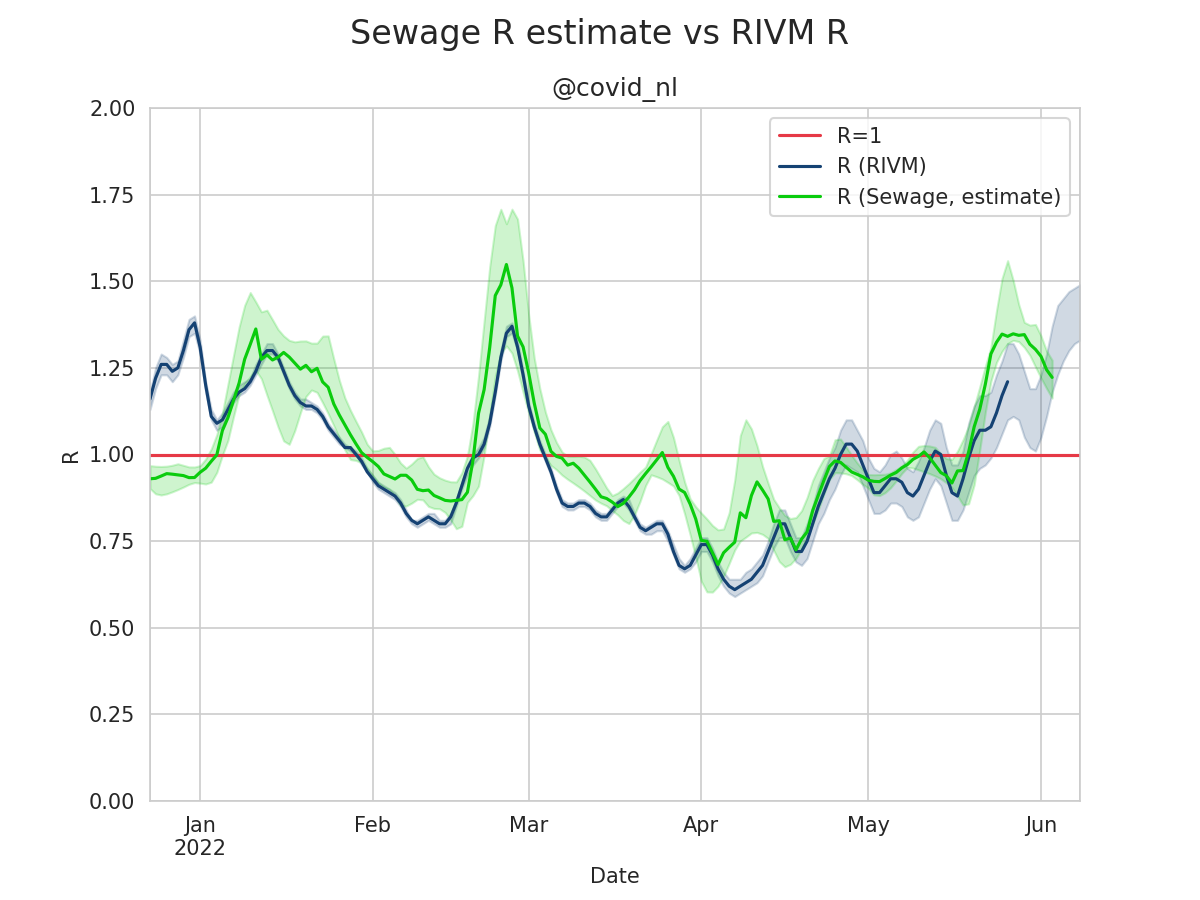 Sewage R estimate vs RIVM R
@covid_nl
2.00
1.75
1.50
1.25
1.00
0.75
0.50
0.25
0.00
R
R=1
R (RIVM)
R (Sewage, estimate)
Jan Feb Mar Apr May Jun
2022
Date